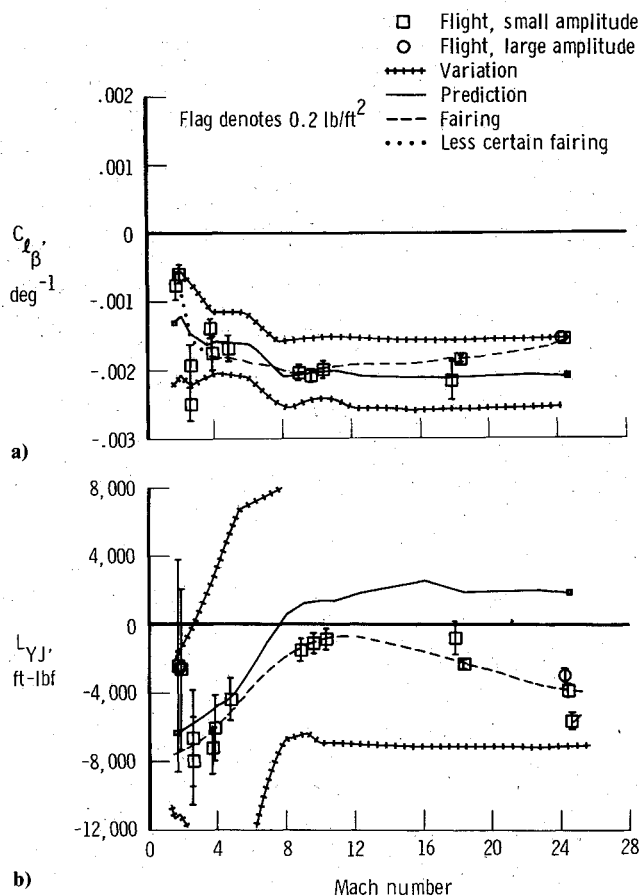 Flight, small amplitude
Flight, large amplitude
Variation
Prediction
Fairing
Less certain fairing
Flag denotes 0.2 lb/ft²
.002
.001
0
-.001
-.002
-.003
C_ℓβ,
deg⁻¹
a)
8,000
4,000
0
-4,000
-8,000
-12,000
L_YJ,
ft-lbf
0 4 8 12 16 20 24 28
Mach number
b)